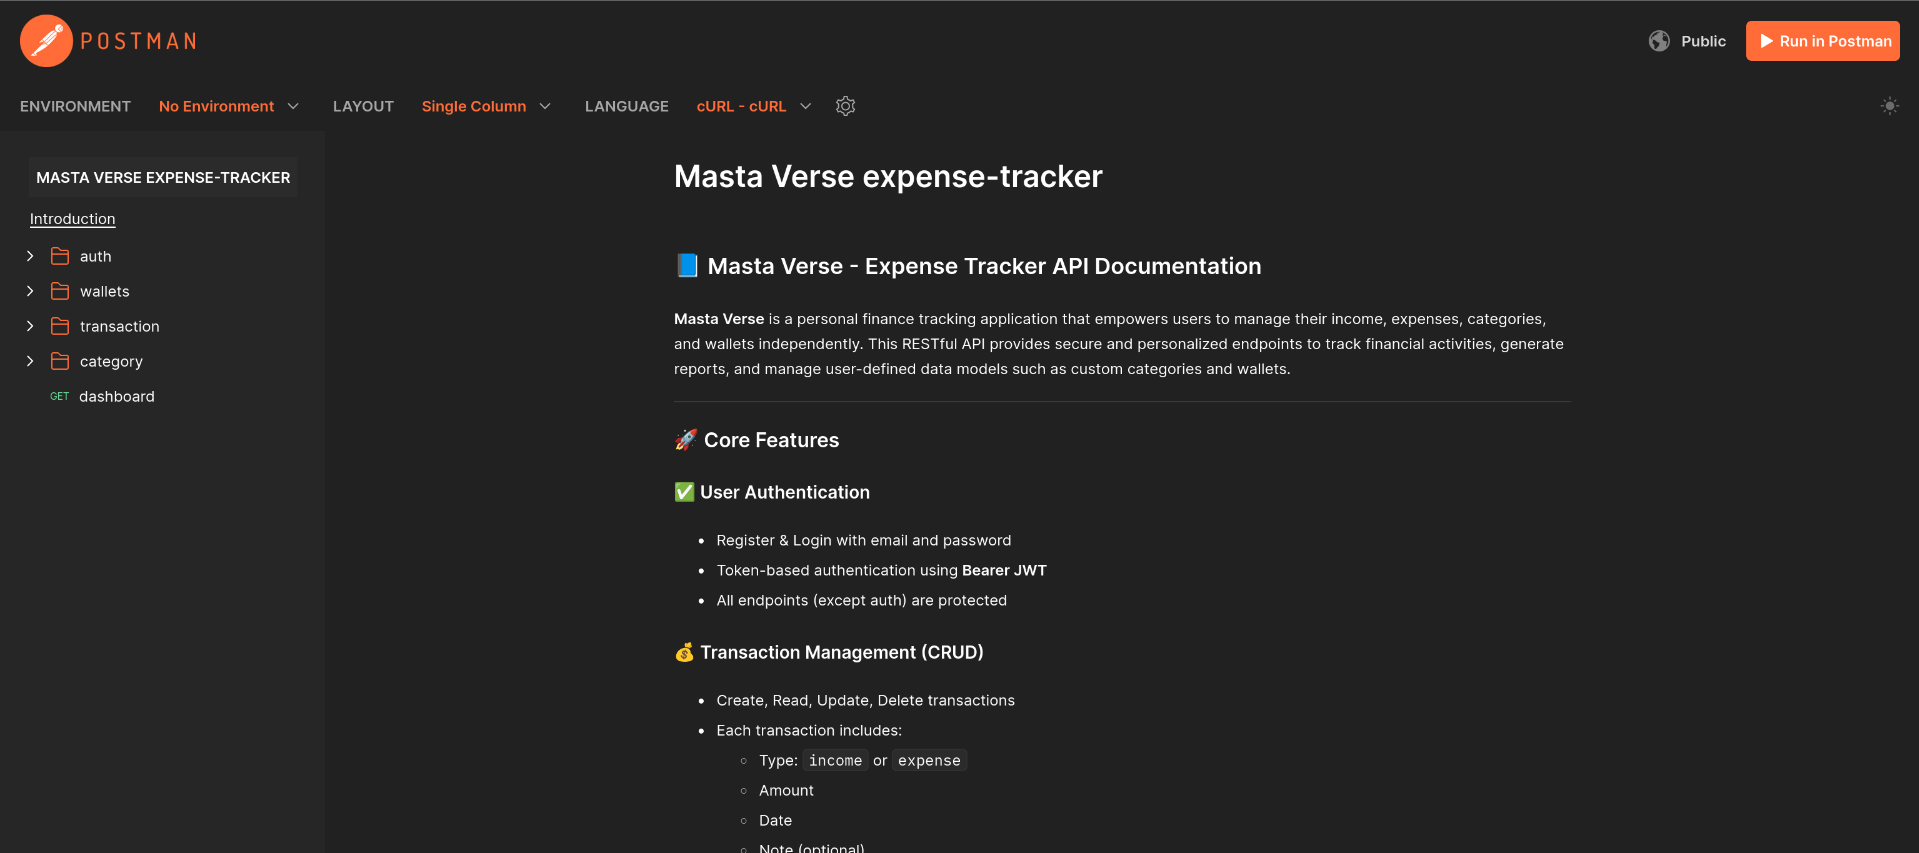 POSTMAN
Public
Run in Postman
ENVIRONMENT No Environment LAYOUT Single Column LANGUAGE cURL - cURL
MASTA VERSE EXPENSE-TRACKER
Introduction
auth
wallets
transaction
category
GET dashboard
Masta Verse expense-tracker
Masta Verse - Expense Tracker API Documentation
Masta Verse is a personal finance tracking application that empowers users to manage their income, expenses, categories,
and wallets independently. This RESTful API provides secure and personalized endpoints to track financial activities, generate
reports, and manage user-defined data models such as custom categories and wallets.
🚀 Core Features
✅ User Authentication
• Register & Login with email and password
• Token-based authentication using Bearer JWT
• All endpoints (except auth) are protected
💰 Transaction Management (CRUD)
• Create, Read, Update, Delete transactions
• Each transaction includes:
◦ Type: income or expense
◦ Amount
◦ Date
◦ Note (optional)